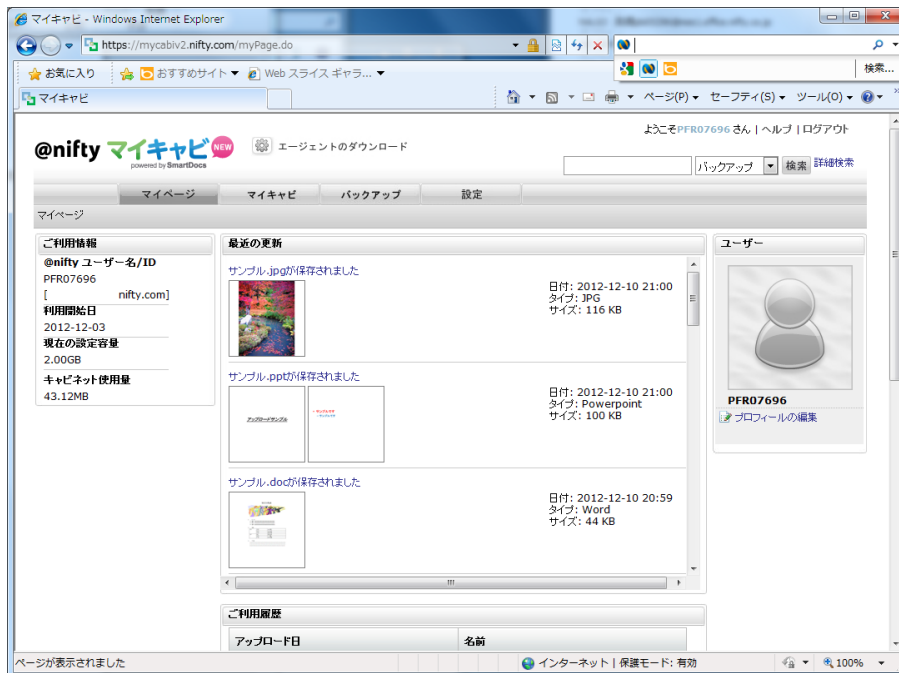 マイキャビ - Windows Internet Explorer
https://mycabiv2.nifty.com/myPage.do
お気に入り おすすめサイト ▼ Web スライス ギャラ... ▼
検索...
マイキャビ
ページ(P) ▼ セーフティ(S) ▼ ツール(O) ▼
ようこそPFR07696 さん | ヘルプ | ログアウト
@nifty マイキャビ NEW
powered by SmartDocs
エージェントのダウンロード
バックアップ 検索 詳細検索
マイページ マイキャビ バックアップ 設定
マイページ
ご利用情報
@nifty ユーザー名/ID
PFR07696
[ nifty.com]
利用開始日
2012-12-03
現在の設定容量
2.00GB
キャビネット使用量
43.12MB
最近の更新
サンプル.jpgが保存されました
日付: 2012-12-10 21:00
タイプ: JPG
サイズ: 116 KB
サンプル.pptが保存されました
アップロードサンプル
日付: 2012-12-10 21:00
タイプ: Powerpoint
サイズ: 100 KB
サンプル.docが保存されました
日付: 2012-12-10 20:59
タイプ: Word
サイズ: 44 KB
ご利用履歴
アップロード日 名前
ユーザー
PFR07696
プロフィールの編集
ページが表示されました
インターネット | 保護モード: 有効
100%